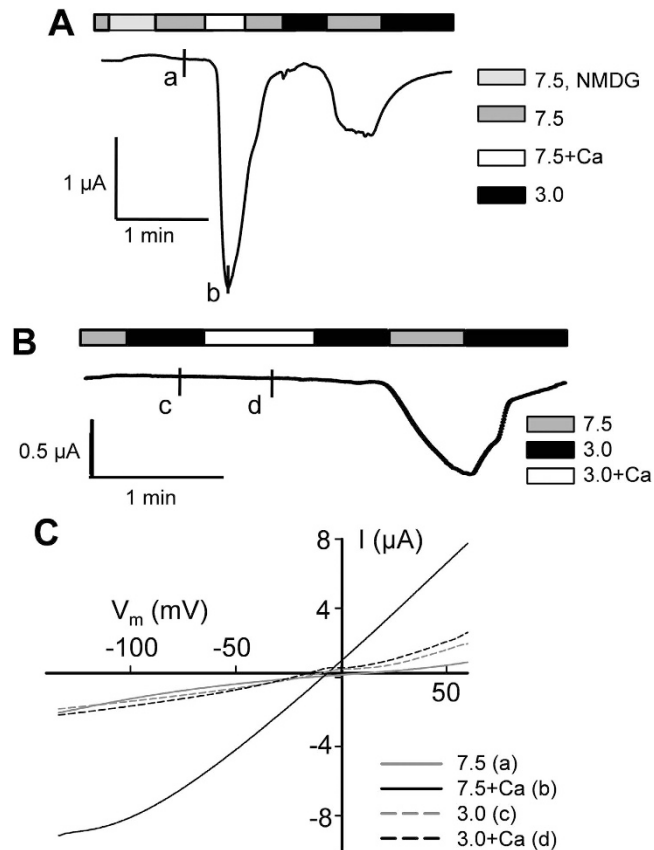 A
a
b
1 µA
1 min
7.5, NMDG
7.5
7.5+Ca
3.0
B
c
d
0.5 µA
1 min
7.5
3.0
3.0+Ca
C
I (µA)
Vm (mV)
8
4
-4
-8
-100
-50
50
7.5 (a)
7.5+Ca (b)
3.0 (c)
3.0+Ca (d)